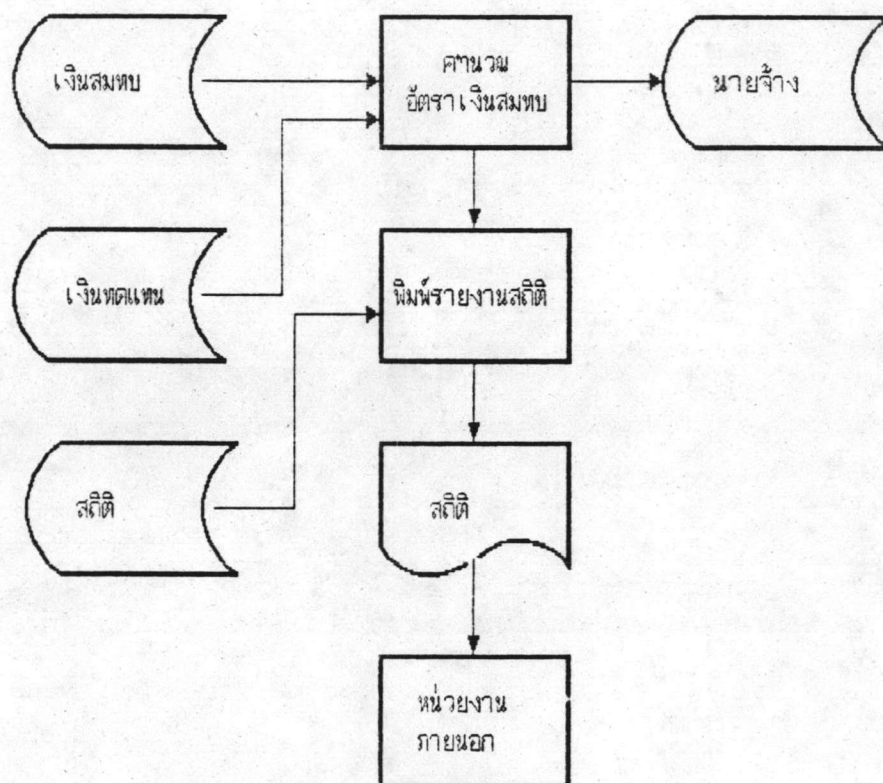 เงินสมทบ
คำนวณ
อัตราเงินสมทบ
นายจ้าง
เงินทดแทน
พิมพ์รายงานสถิติ
สถิติ
สถิติ
หน่วยงาน
ภายนอก